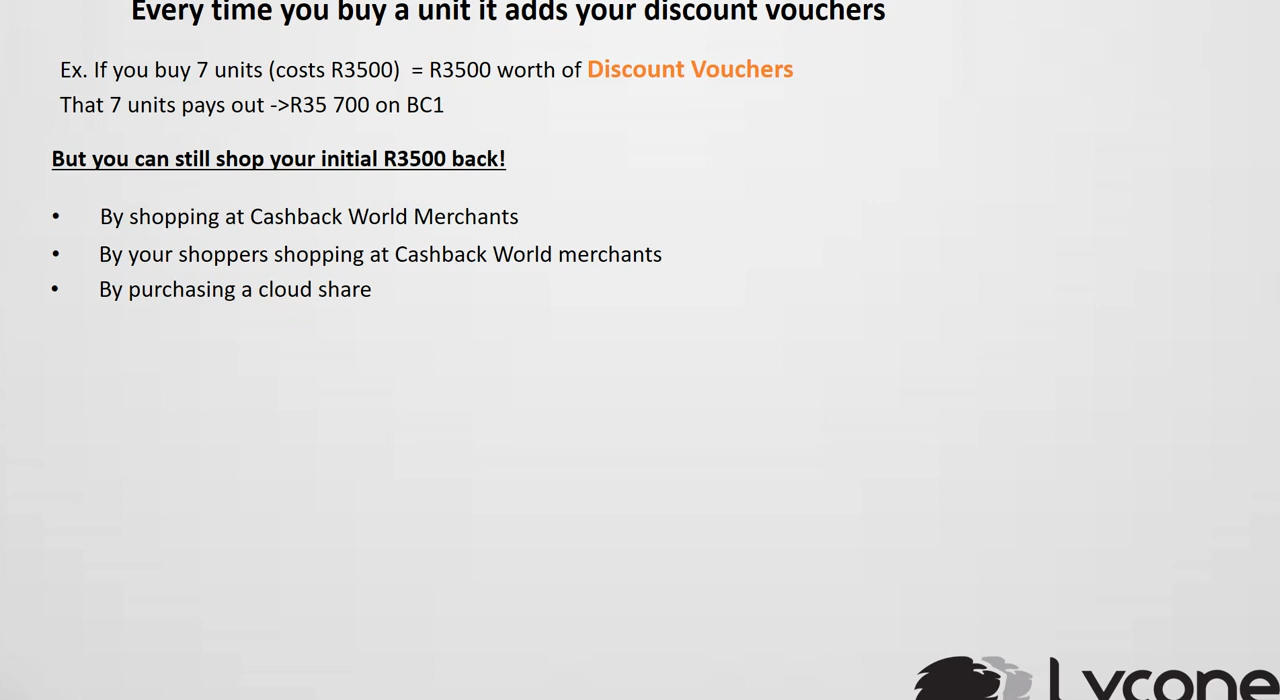 Every time you buy a unit it adds your discount vouchers
Ex. If you buy 7 units (costs R3500)  = R3500 worth of Discount Vouchers
That 7 units pays out ->R35 700 on BC1
But you can still shop your initial R3500 back!
• By shopping at Cashback World Merchants
• By your shoppers shopping at Cashback World merchants
• By purchasing a cloud share
Lycone